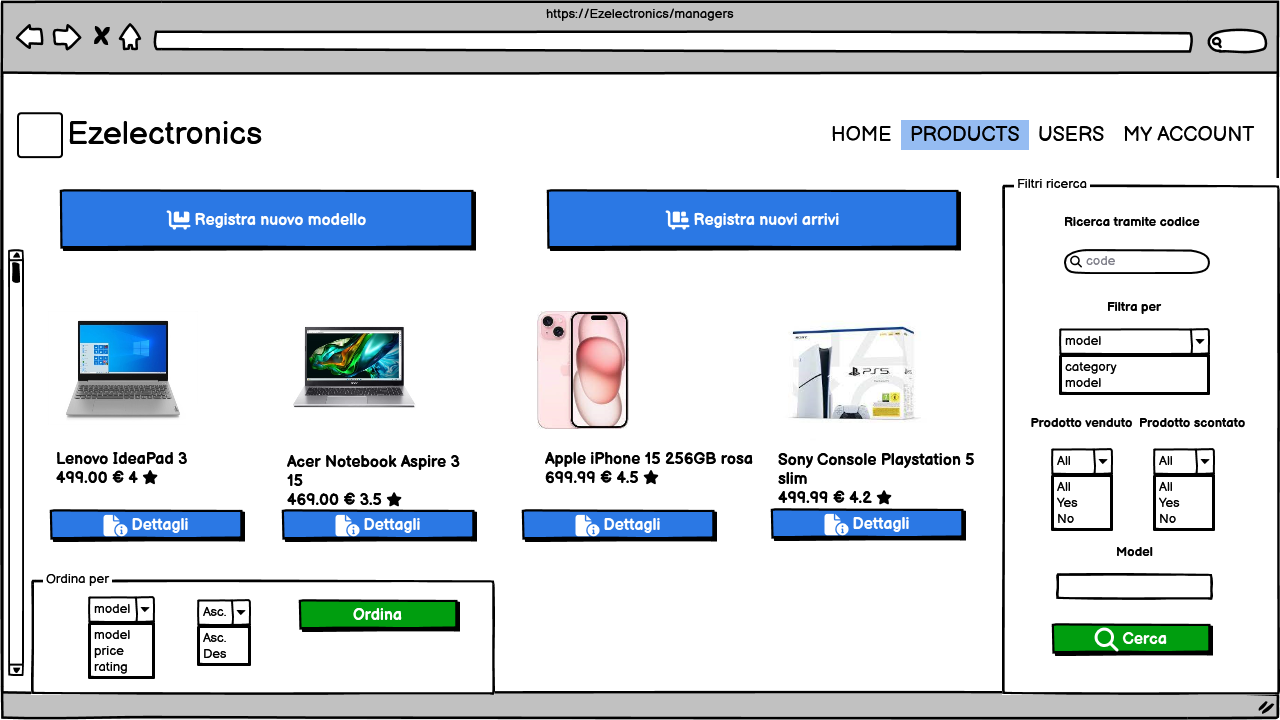 https://Ezelectronics/managers
Ezelectronics
HOME PRODUCTS USERS MY ACCOUNT
Registra nuovo modello
Registra nuovi arrivi
Lenovo IdeaPad 3
499.00 € 4 ★
Dettagli
Acer Notebook Aspire 3
15
469.00 € 3.5 ★
Dettagli
Apple iPhone 15 256GB rosa
699.99 € 4.5 ★
Dettagli
PS5
Sony Console Playstation 5
slim
499.99 € 4.2 ★
Dettagli
Ordina per
model
model
price
rating
Asc.
Asc.
Des
Ordina
Filtri ricerca
Ricerca tramite codice
code
Filtra per
model
category
model
Prodotto venduto
All
All
Yes
No
Prodotto scontato
All
All
Yes
No
Model
Cerca